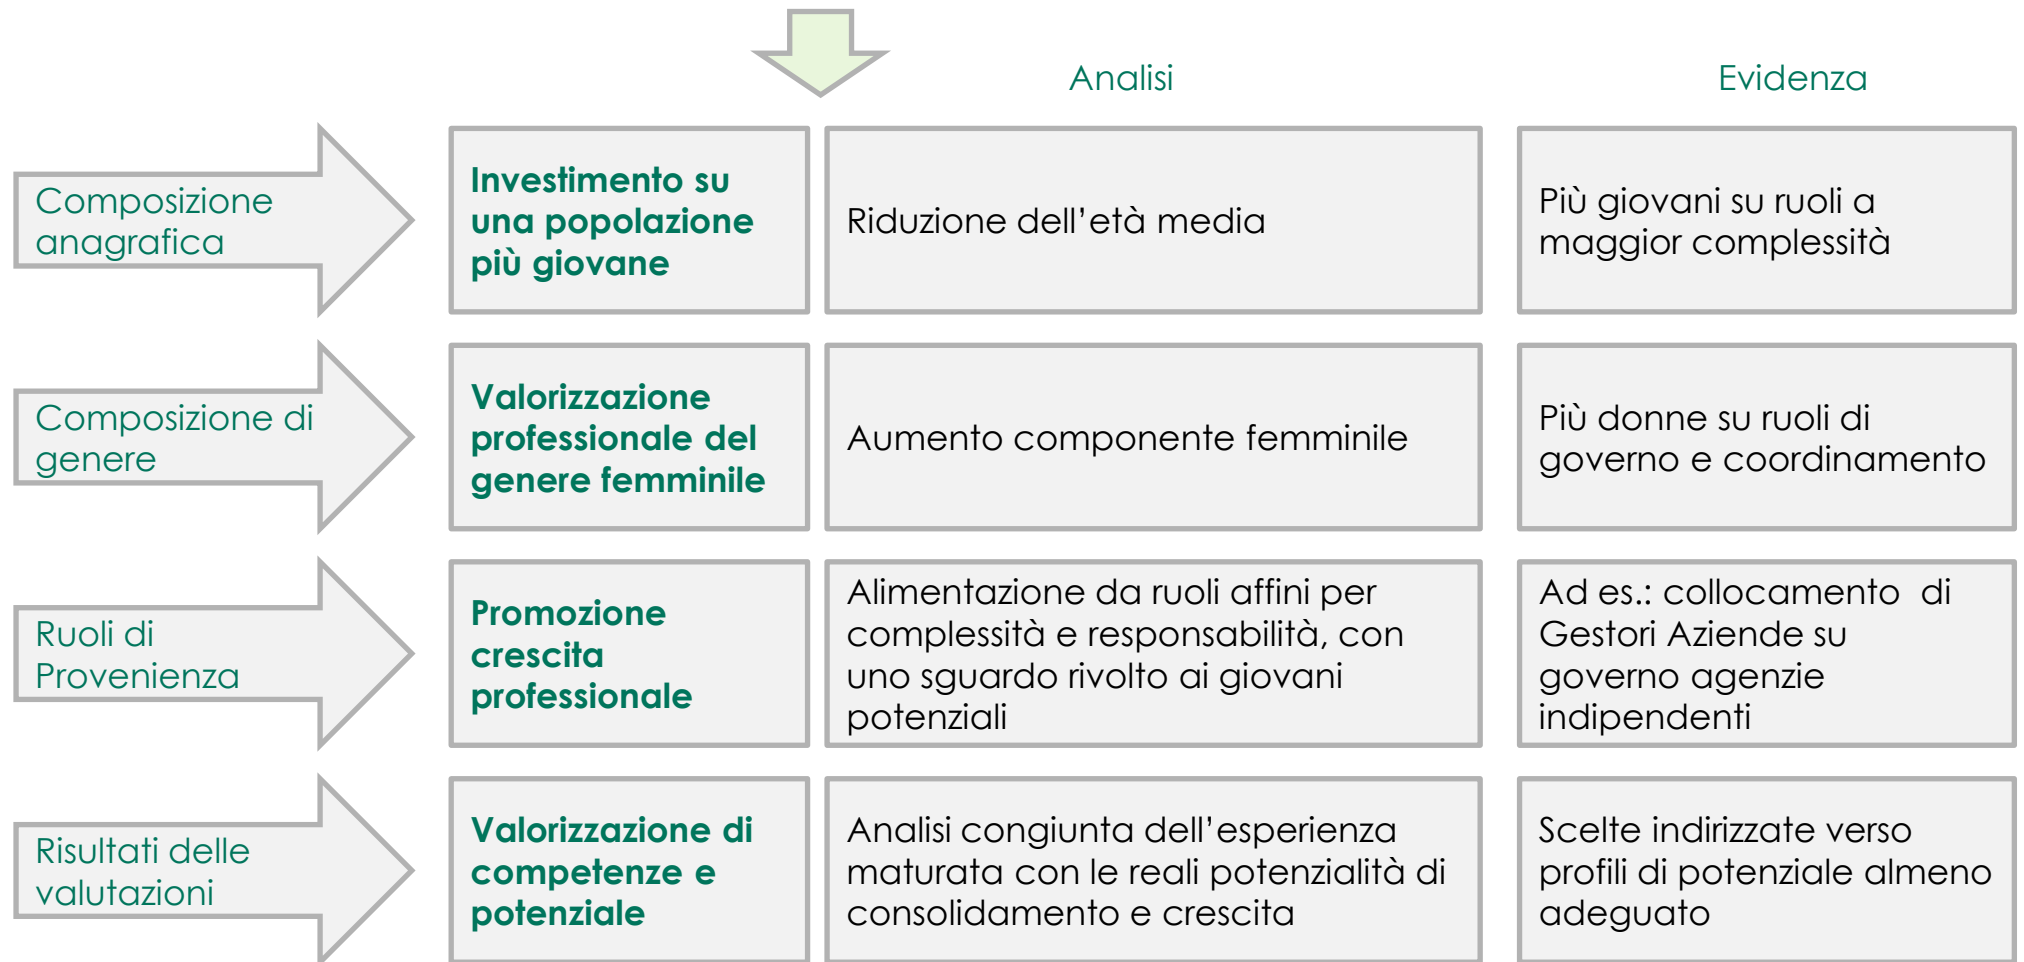 Analisi
Evidenza
Composizione
anagrafica
Investimento su
una popolazione
più giovane
Riduzione dell’età media
Più giovani su ruoli a
maggior complessità
Composizione di
genere
Valorizzazione
professionale del
genere femminile
Aumento componente femminile
Più donne su ruoli di
governo e coordinamento
Ruoli di
Provenienza
Promozione
crescita
professionale
Alimentazione da ruoli affini per
complessità e responsabilità, con
uno sguardo rivolto ai giovani
potenziali
Ad es.: collocamento  di
Gestori Aziende su
governo agenzie
indipendenti
Risultati delle
valutazioni
Valorizzazione di
competenze e
potenziale
Analisi congiunta dell’esperienza
maturata con le reali potenzialità di
consolidamento e crescita
Scelte indirizzate verso
profili di potenziale almeno
adeguato